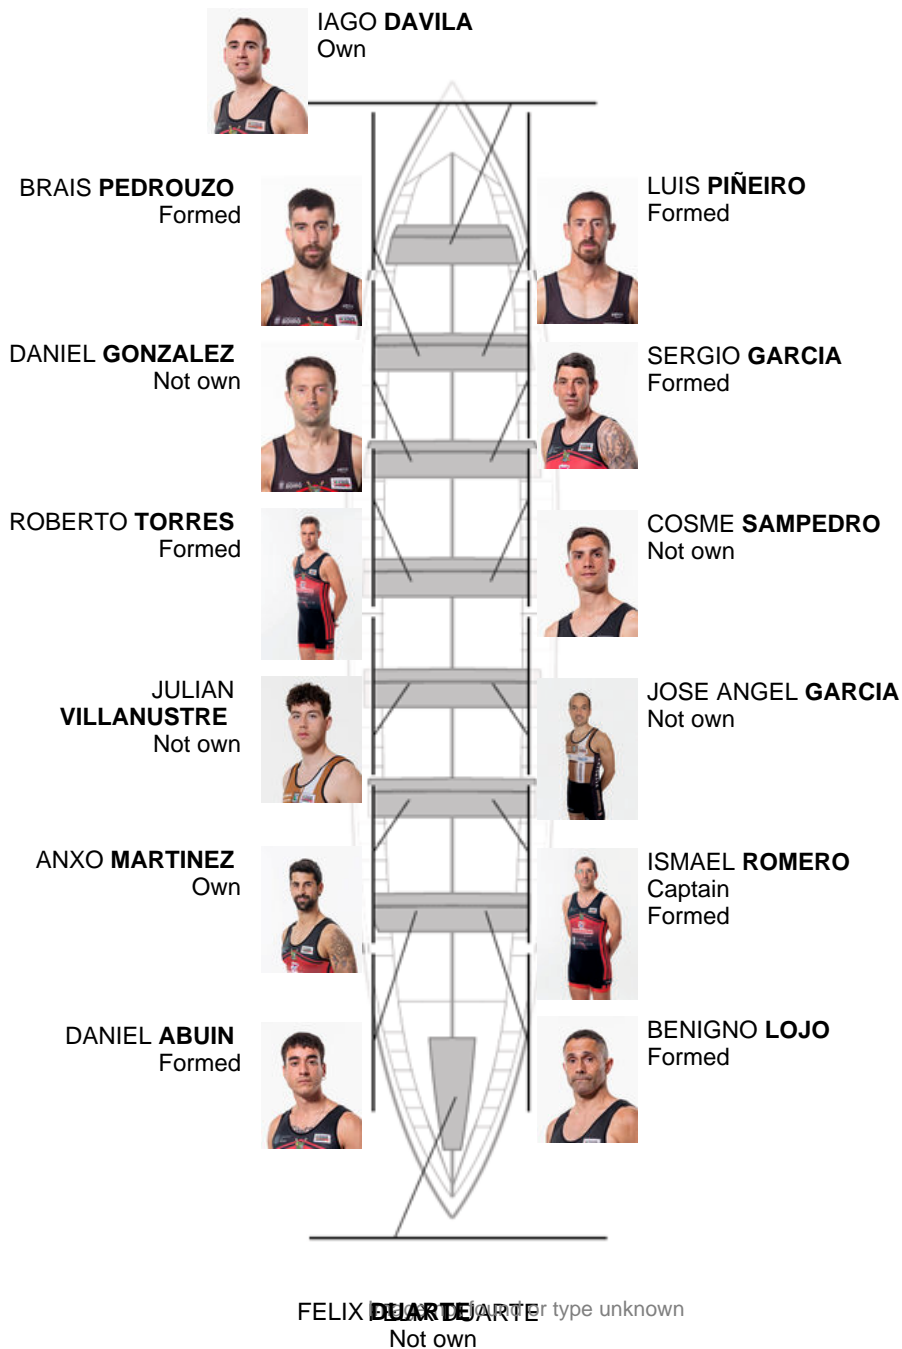 IAGO DAVILA
Own
BRAIS PEDROUZO
Formed
LUIS PIÑEIRO
Formed
DANIEL GONZALEZ
Not own
SERGIO GARCIA
Formed
ROBERTO TORRES
Formed
COSME SAMPEDRO
Not own
JULIAN
VILLANUSTRE
Not own
JOSE ANGEL GARCIA
Not own
ANXO MARTINEZ
Own
ISMAEL ROMERO
Captain
Formed
DANIEL ABUIN
Formed
BENIGNO LOJO
Formed
FELIX DUARTE
or type unknown
Not own